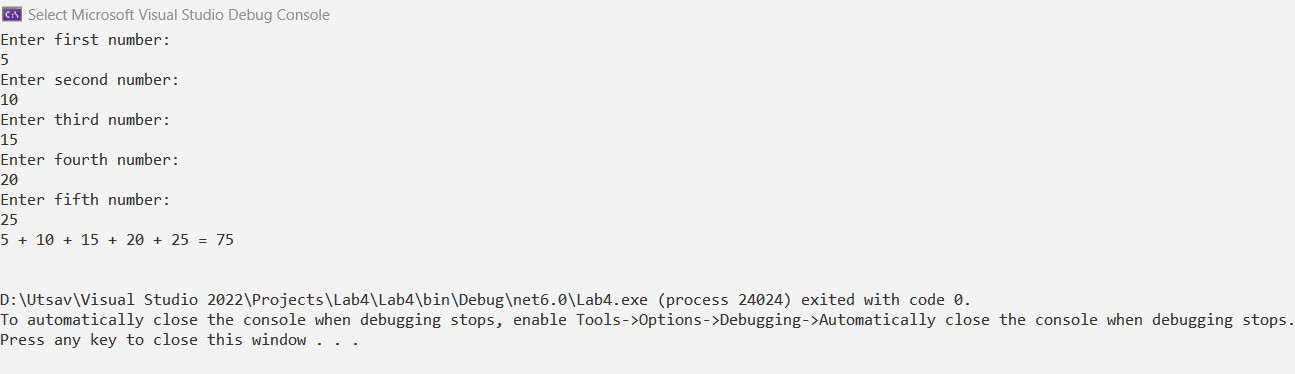 Select Microsoft Visual Studio Debug Console
Enter first number:
5
Enter second number:
10
Enter third number:
15
Enter fourth number:
20
Enter fifth number:
25
5 + 10 + 15 + 20 + 25 = 75
D:\Utsav\Visual Studio 2022\Projects\Lab4\Lab4\bin\Debug\net6.0\Lab4.exe (process 24024) exited with code 0.
To automatically close the console when debugging stops, enable Tools->Options->Debugging->Automatically close the console when debugging stops.
Press any key to close this window . . .